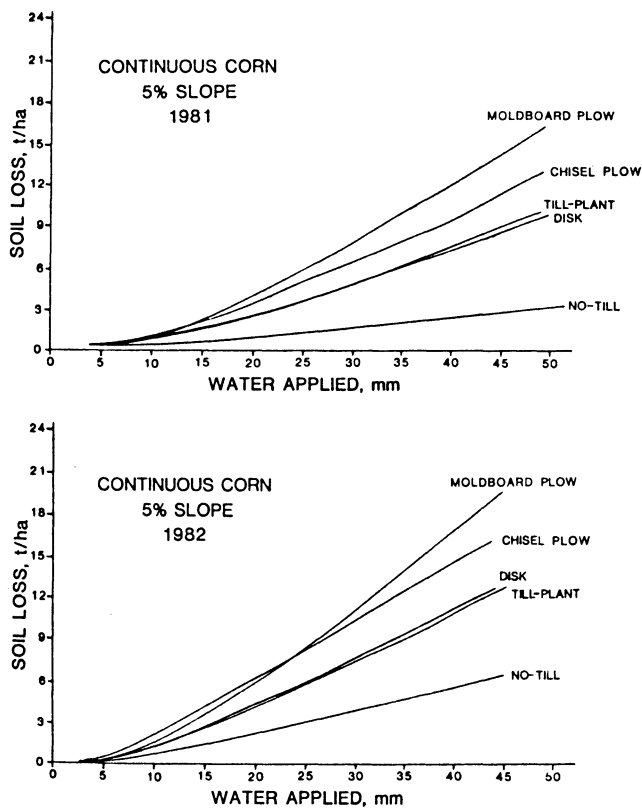 24
21
18
15
12
9
6
3
0
SOIL LOSS, t/ha
CONTINUOUS CORN
5% SLOPE
1981
MOLDBOARD PLOW
CHISEL PLOW
TILL-PLANT
DISK
NO-TILL
5 10 15 20 25 30 35 40 45 50
WATER APPLIED, mm
24
21
18
15
12
9
6
3
0
SOIL LOSS, t/ha
CONTINUOUS CORN
5% SLOPE
1982
MOLDBOARD PLOW
CHISEL PLOW
DISK
TILL-PLANT
NO-TILL
5 10 15 20 25 30 35 40 45 50
WATER APPLIED, mm